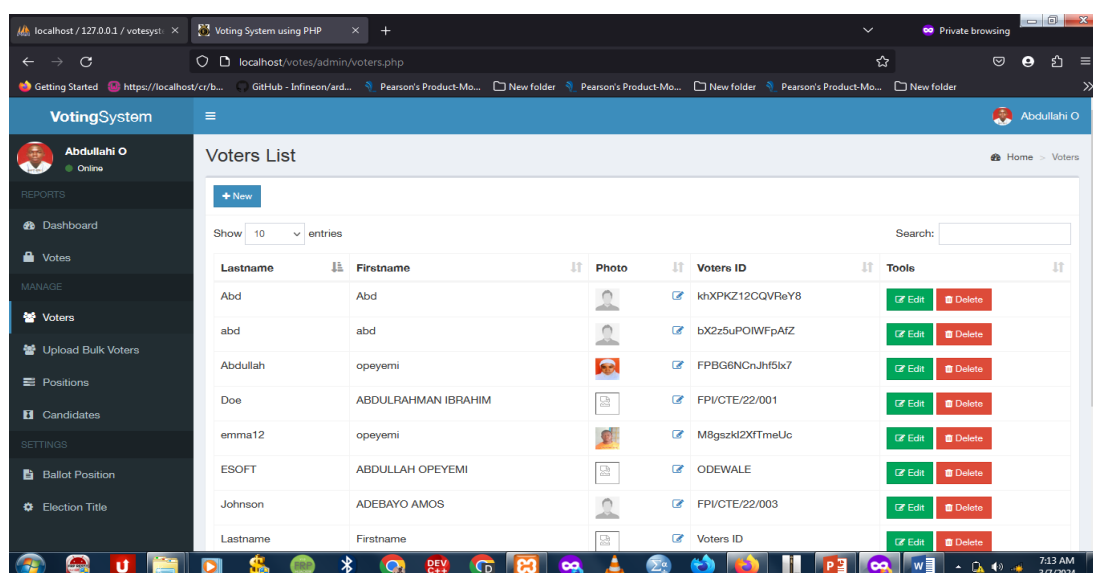 localhost / 127.0.0.1 / votesyst
Voting System using PHP
Private browsing
localhost/votes/admin/voters.php
Getting Started https://localhost/cr/b... GitHub - Infineon/ard... Pearson's Product-Mo... New folder Pearson's Product-Mo... New folder Pearson's Product-Mo... New folder
VotingSystem
Abdullahi O
Abdullahi O
Online
Voters List
Home > Voters
REPORTS
Dashboard
Votes
MANAGE
Voters
Upload Bulk Voters
Positions
Candidates
SETTINGS
Ballot Position
Election Title
+ New
Show 10 entries
Search:
Lastname Firstname Photo Voters ID Tools
Abd Abd khXPKZ12CQVReY8 Edit Delete
abd abd bX2z5uPOIWFpAfZ Edit Delete
Abdullah opeyemi FPBG6NCnJhf5Ix7 Edit Delete
Doe ABDULRAHMAN IBRAHIM FPI/CTE/22/001 Edit Delete
emma12 opeyemi M8gszkI2XfTmeUc Edit Delete
ESOFT ABDULLAH OPEYEMI ODEWALE Edit Delete
Johnson ADEBAYO AMOS FPI/CTE/22/003 Edit Delete
Lastname Firstname Voters ID Edit Delete
ERP
DEV
C++
7:13 AM